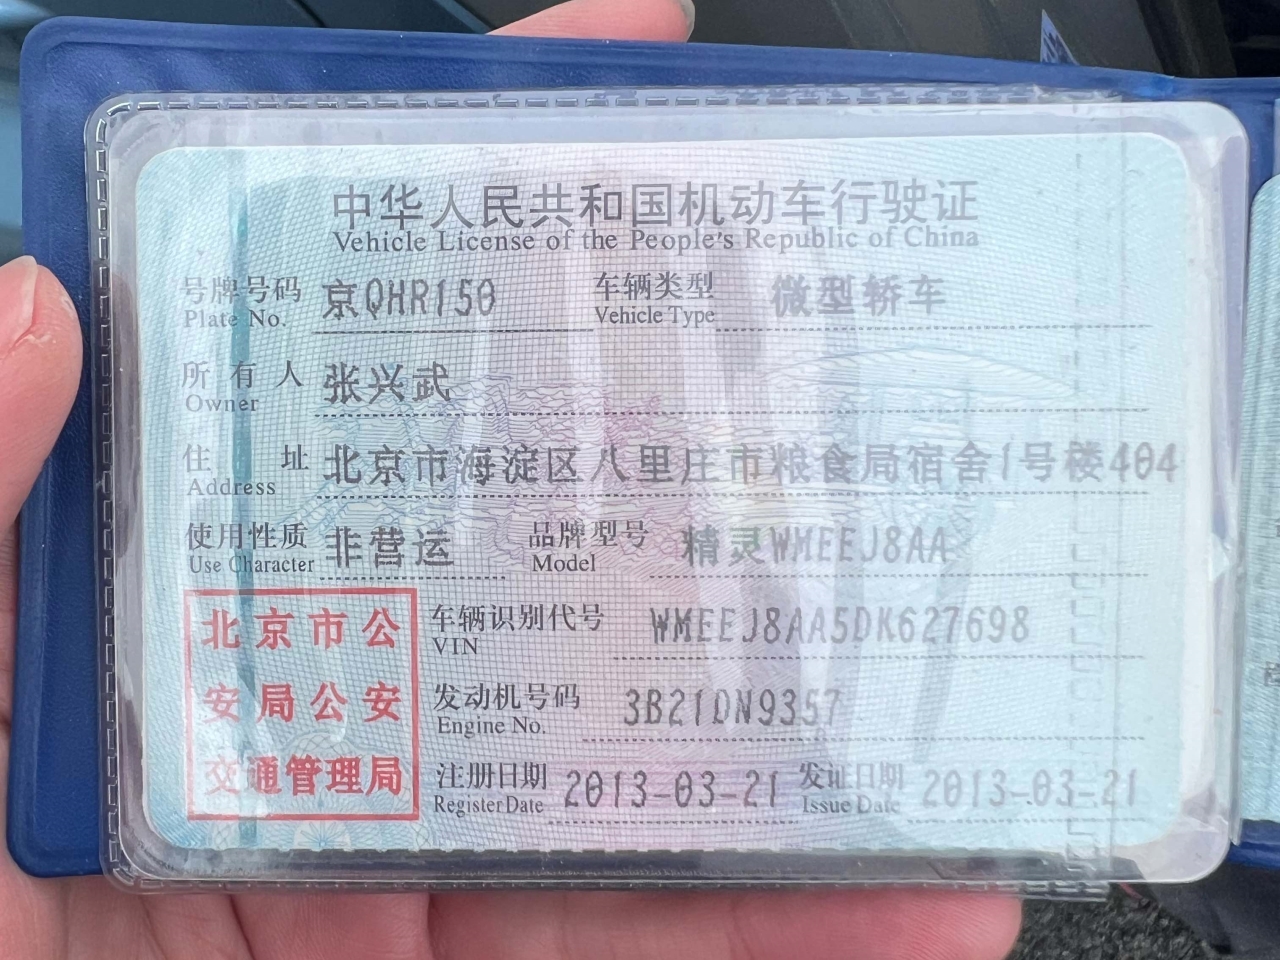 中华人民共和国机动车行驶证
Vehicle License of the People's Republic of China
号牌号码 京QHR150 车辆类型 微型轿车
Plate No. Vehicle Type
所有人 张兴武
Owner
住址 北京市海淀区八里庄市粮食局宿舍1号楼404
Address
使用性质 非营运 品牌型号 精灵WMEEJ8AA
Use Character Model
北京市公
安局公安
交通管理局
车辆识别代号 WMEEJ8AA5DK627698
VIN
发动机号码 3B21DN9357
Engine No.
注册日期 2013-03-21 发证日期 2013-03-21
Register Date Issue Date